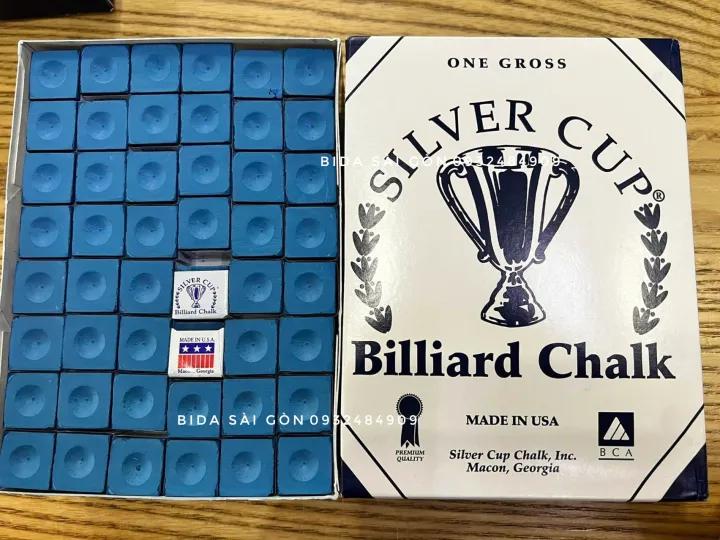 ONE GROSS
SILVER CUP®
BIDA SÀI GÒN 0932484909
Billiard Chalk
PREMIUM
QUALITY
MADE IN USA
Silver Cup Chalk, Inc.
Macon, Georgia
BCA
SILVER CUP
Billiard Chalk
MADE IN U.S.A.
Macon, Georgia
BIDA SÀI GÒN 0932484909